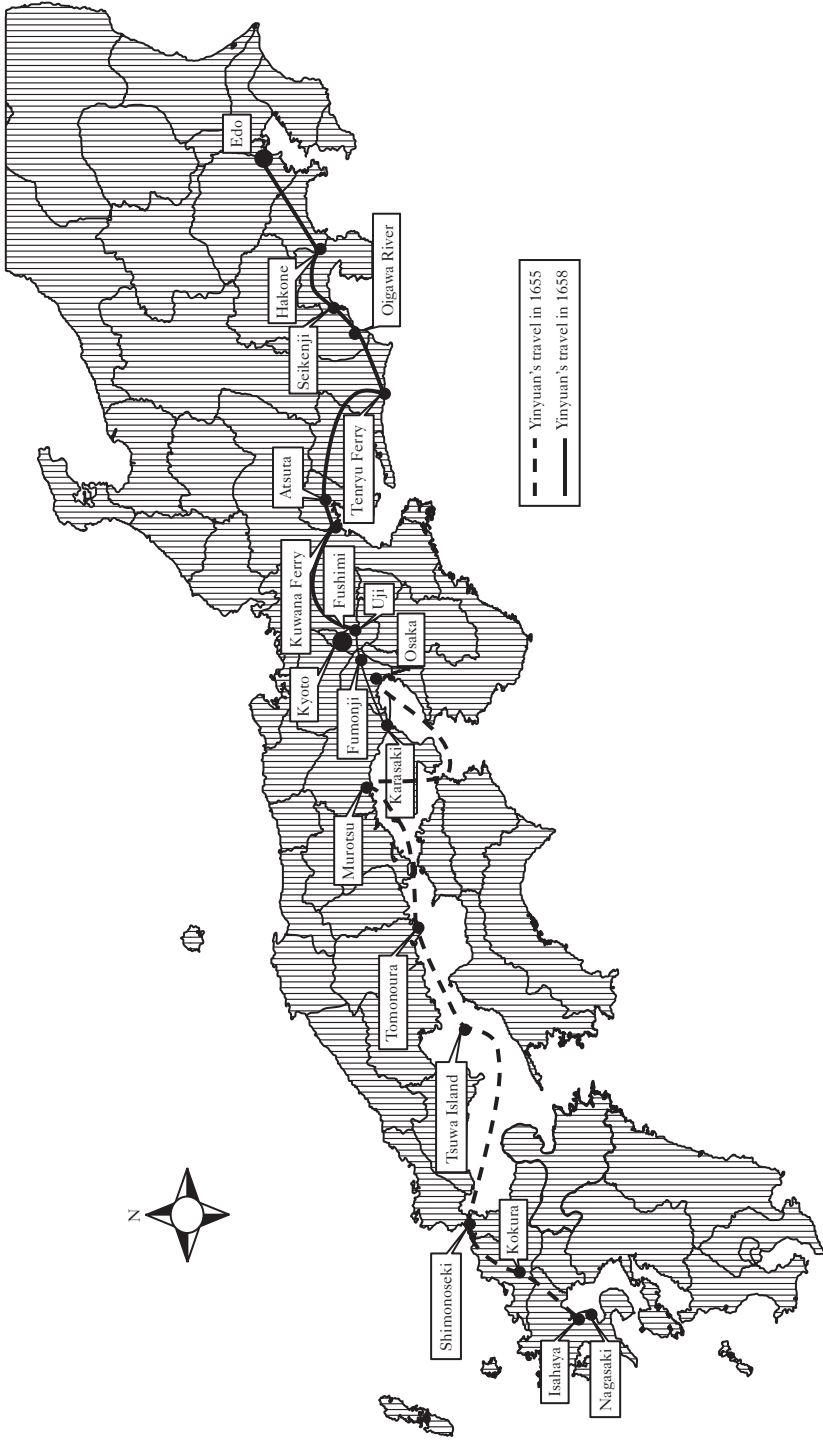 N
Edo
Hakone
Seikenji
Oigawa River
Atsuta
Tenryu Ferry
Kuwana Ferry
Fushimi
Uji
Kyoto
Osaka
Fumonji
Karasaki
Murotsu
Tomonoura
Tsuwa Island
Shimonoseki
Kokura
Isahaya
Nagasaki
Yinyuan’s travel in 1655
Yinyuan’s travel in 1658